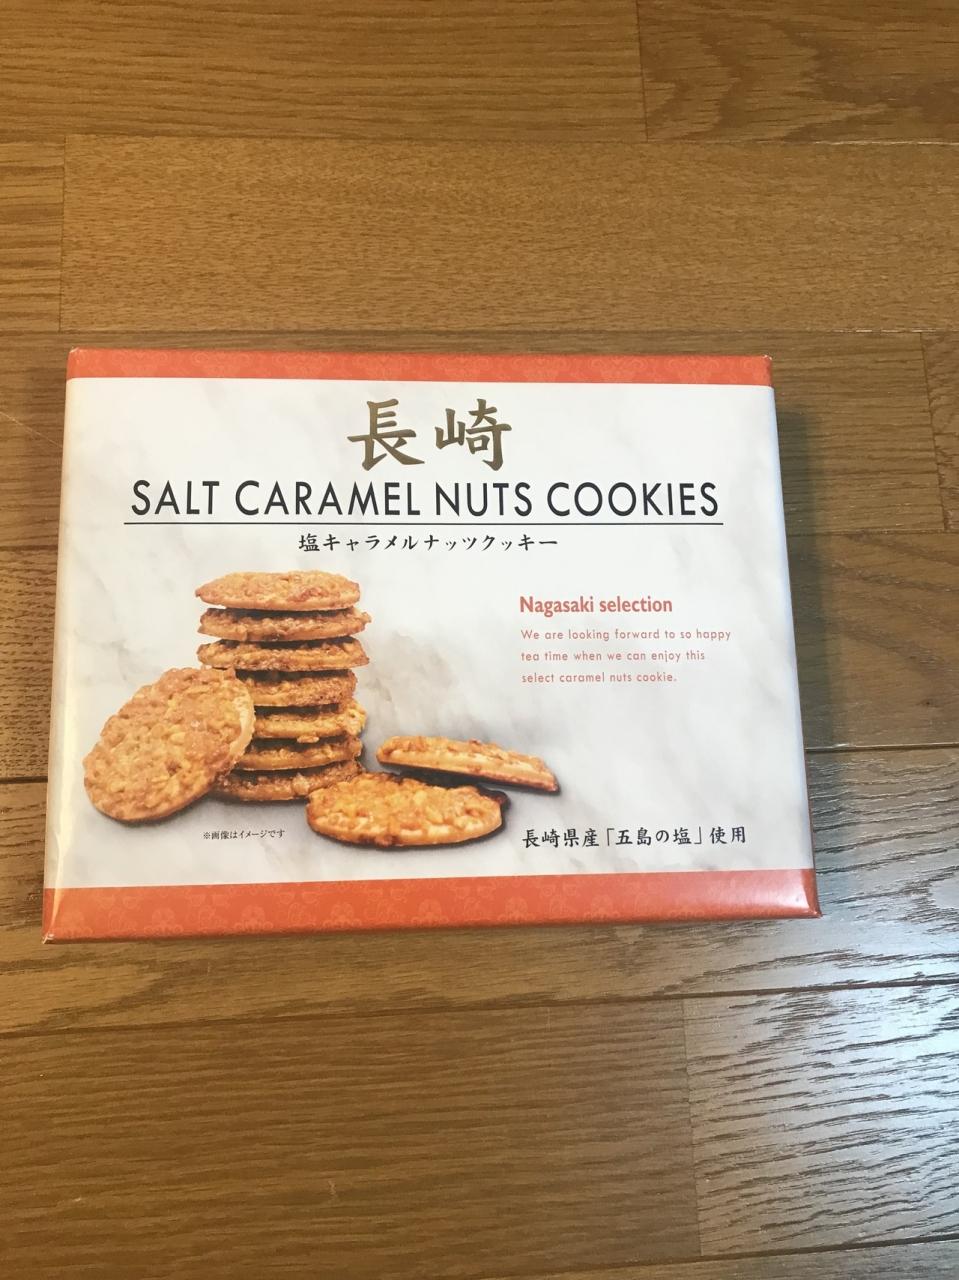 長崎
SALT CARAMEL NUTS COOKIES
塩キャラメルナッツクッキー
Nagasaki selection
We are looking forward to so happy
tea time when we can enjoy this
select caramel nuts cookie.
※画像はイメージです
長崎県産「五島の塩」使用